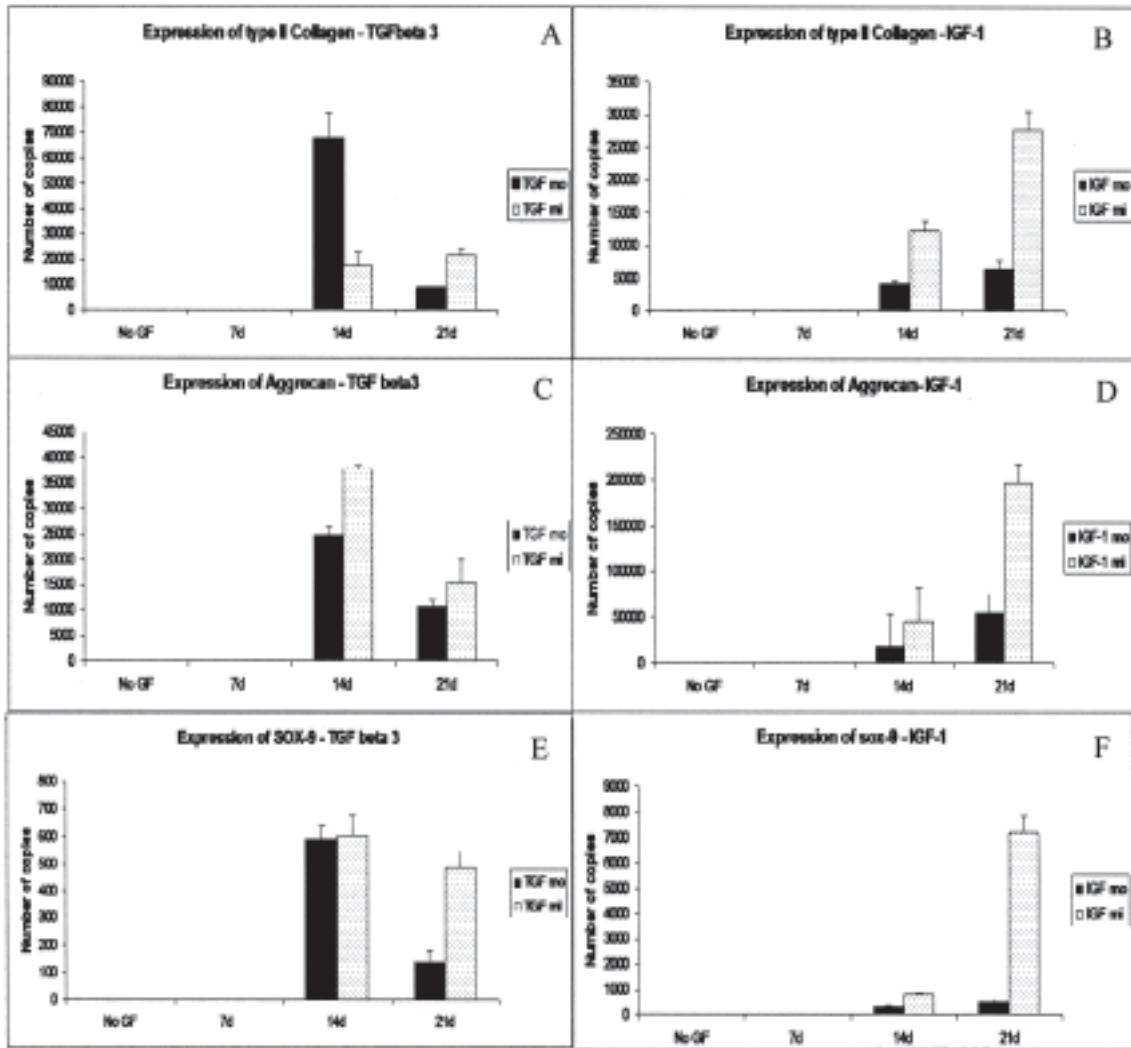 Expression of type II Collagen - TGFbeta 3
A
Number of copies
90000
80000
70000
60000
50000
40000
30000
20000
10000
0
No GF 7d 14d 21d
TGF mo
TGF mi
Expression of type II Collagen - IGF-1
B
Number of copies
35000
30000
25000
20000
15000
10000
5000
0
No GF 7d 14d 21d
IGF mo
IGF mi
Expression of Aggrecan - TGF beta3
C
Number of copies
45000
40000
35000
30000
25000
20000
15000
10000
5000
0
No GF 7d 14d 21d
TGF mo
TGF mi
Expression of Aggrecan- IGF-1
D
Number of copies
250000
200000
150000
100000
50000
0
No GF 7d 14d 21d
IGF-1 mo
IGF-1 mi
Expression of SOX-9 - TGF beta 3
E
Number of copies
800
700
600
500
400
300
200
100
0
No GF 7d 14d 21d
TGF mo
TGF mi
Expression of sox-9 - IGF-1
F
Number of copies
9000
8000
7000
6000
5000
4000
3000
2000
1000
0
No GF 7d 14d 21d
IGF mo
IGF mi